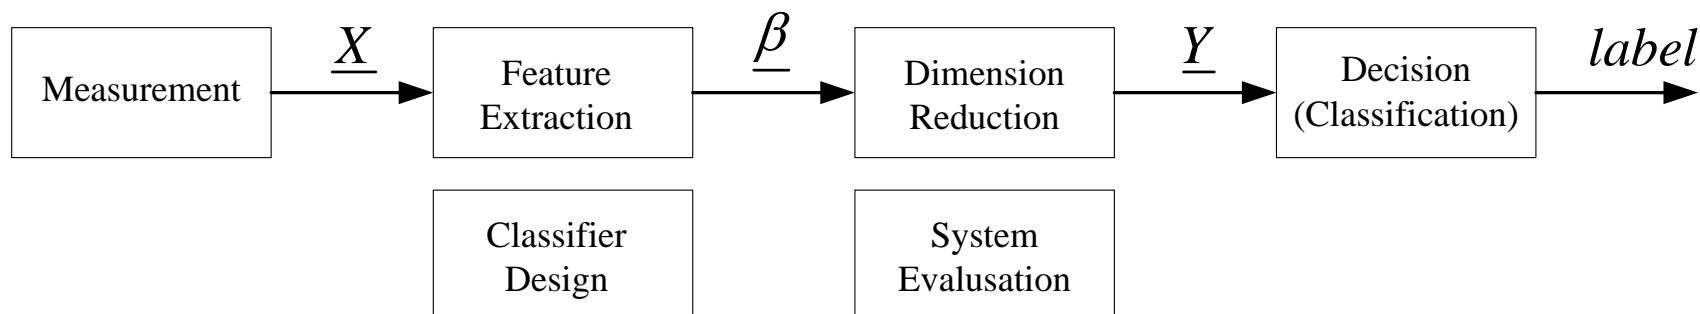 Measurement
X
Feature
Extraction
β
Dimension
Reduction
Y
Decision
(Classification)
label
Classifier
Design
System
Evalusation